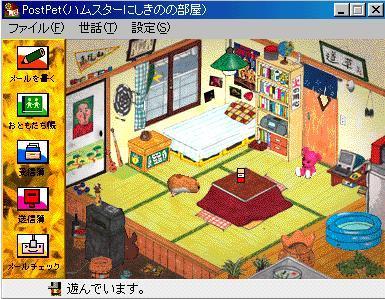 PostPet(ハムスターにしきのの部屋)
ファイル(F) 世話(T) 設定(S)
メールを書く
おともだち帳
受信簿
送信簿
メールチェック
遊んでいます。